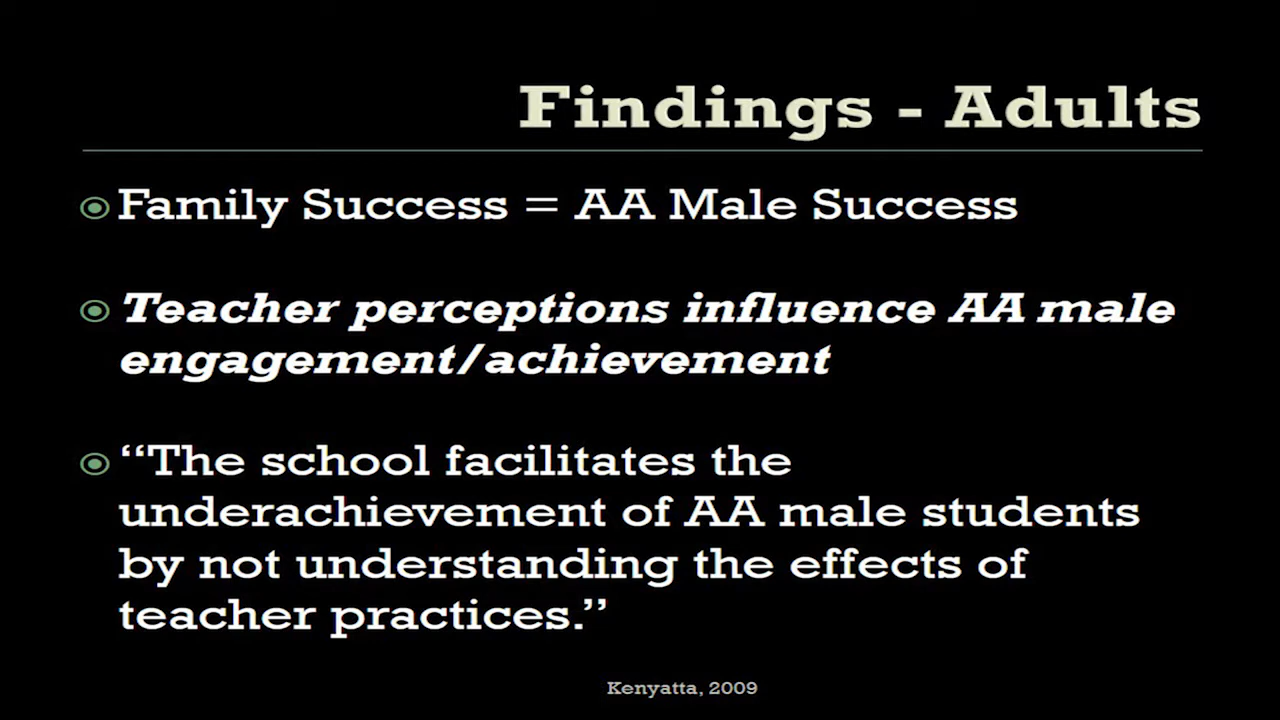 Findings - Adults
Family Success = AA Male Success
Teacher perceptions influence AA male
engagement/achievement
“The school facilitates the
underachievement of AA male students
by not understanding the effects of
teacher practices.”
Kenyatta, 2009